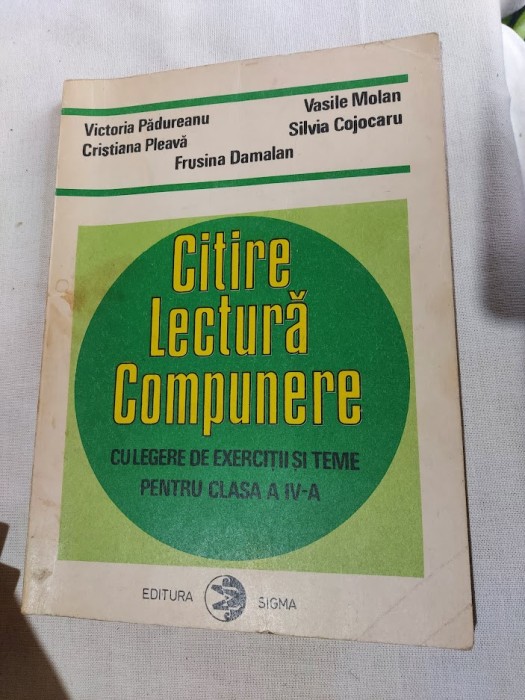 Victoria Pădureanu
Vasile Molan
Cristiana Pleavă
Silvia Cojocaru
Frusina Damalan
Citire
Lectură
Compunere
CULEGERE DE EXERCIȚII ȘI TEME
PENTRU CLASA A IV-A
EDITURA SIGMA